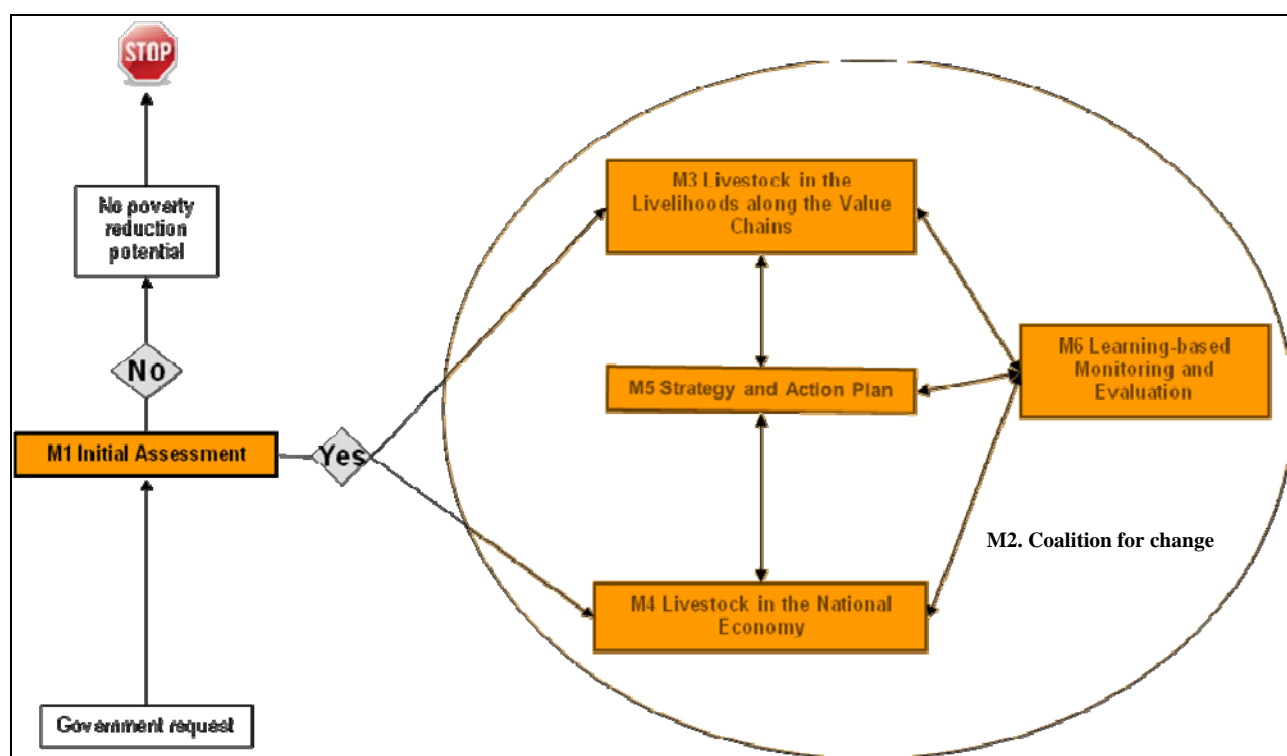 STOP
No poverty
reduction
potential
No
M1 Initial Assessment
Yes
Government request
M3 Livestock in the
Livelihoods along the Value
Chains
M5 Strategy and Action Plan
M6 Learning-based
Monitoring and
Evaluation
M2. Coalition for change
M4 Livestock in the National
Economy